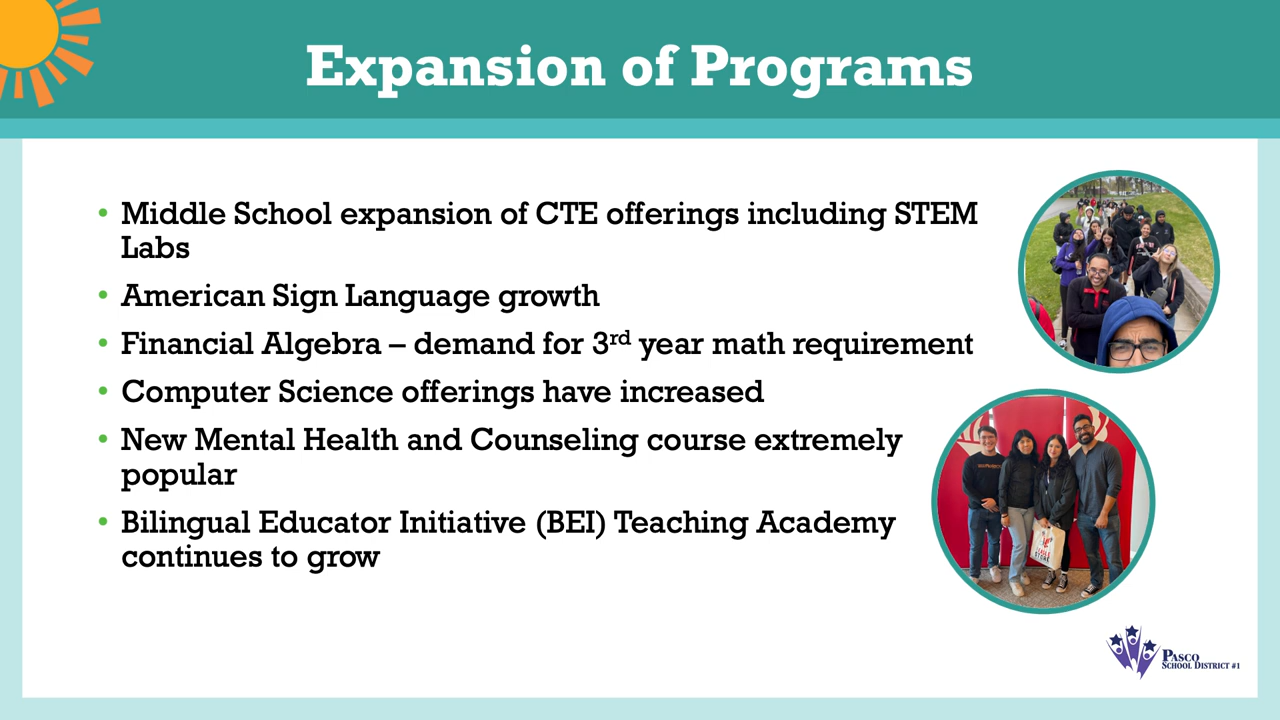 Expansion of Programs
• Middle School expansion of CTE offerings including STEM
Labs
• American Sign Language growth
• Financial Algebra – demand for 3rd year math requirement
• Computer Science offerings have increased
• New Mental Health and Counseling course extremely
popular
• Bilingual Educator Initiative (BEI) Teaching Academy
continues to grow
PASCO
SCHOOL DISTRICT #1